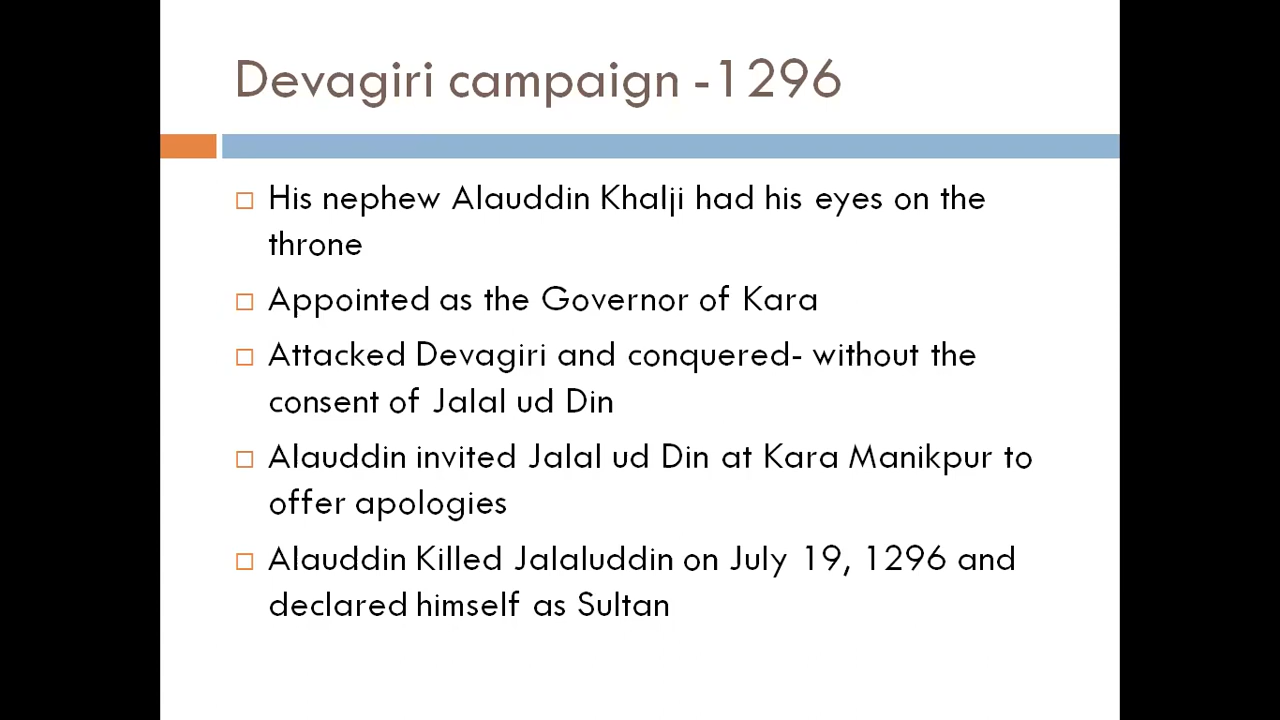 Devagiri campaign -1296
His nephew Alauddin Khalji had his eyes on the
throne
Appointed as the Governor of Kara
Attacked Devagiri and conquered- without the
consent of Jalal ud Din
Alauddin invited Jalal ud Din at Kara Manikpur to
offer apologies
Alauddin Killed Jalaluddin on July 19, 1296 and
declared himself as Sultan